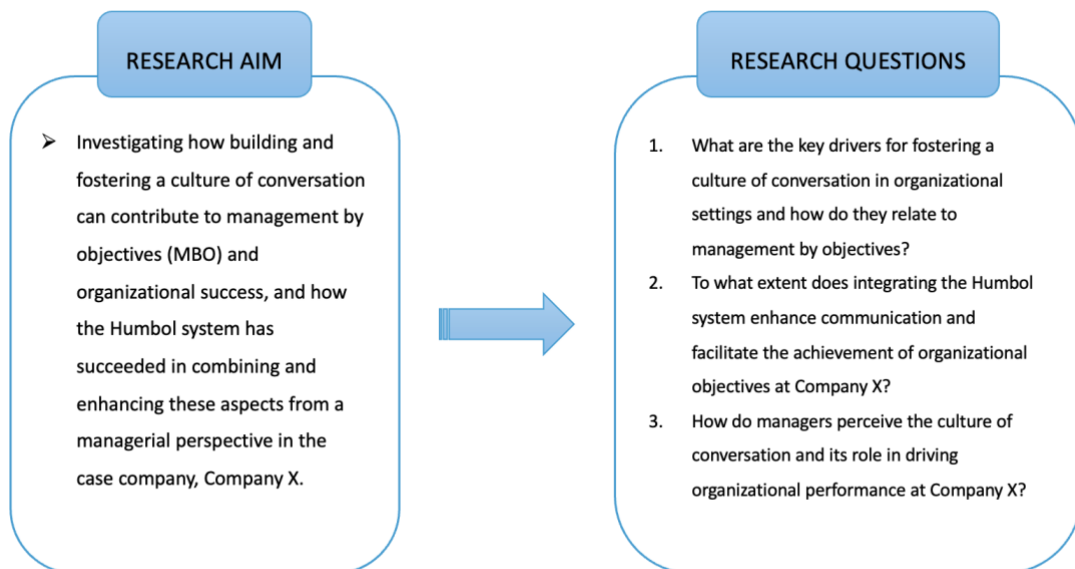 RESEARCH AIM
➤ Investigating how building and
fostering a culture of conversation
can contribute to management by
objectives (MBO) and
organizational success, and how
the Humbol system has
succeeded in combining and
enhancing these aspects from a
managerial perspective in the
case company, Company X.
RESEARCH QUESTIONS
1. What are the key drivers for fostering a
culture of conversation in organizational
settings and how do they relate to
management by objectives?
2. To what extent does integrating the Humbol
system enhance communication and
facilitate the achievement of organizational
objectives at Company X?
3. How do managers perceive the culture of
conversation and its role in driving
organizational performance at Company X?